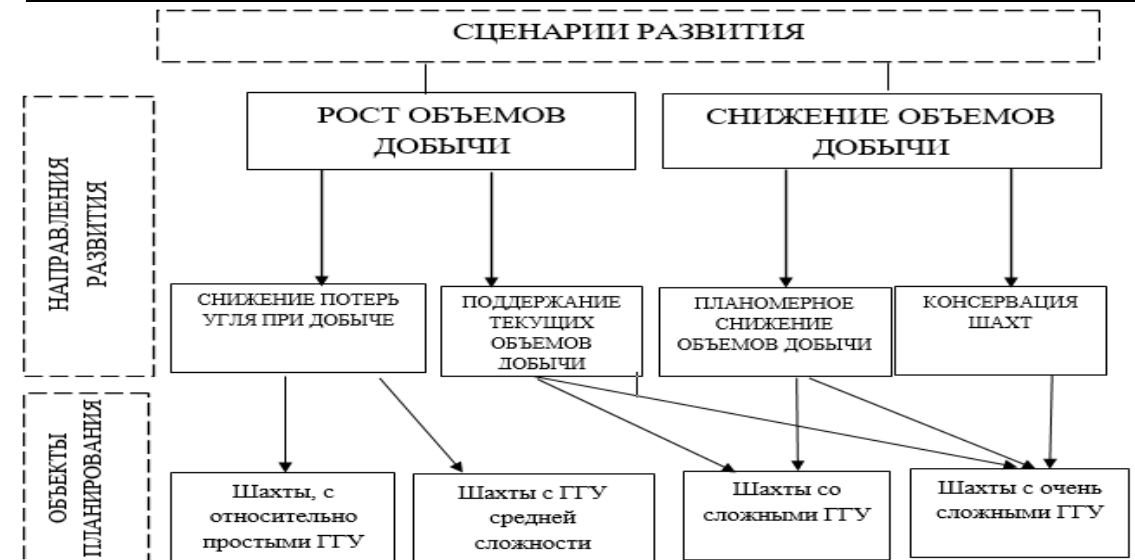 СЦЕНАРИИ РАЗВИТИЯ
НАПРАВЛЕНИЯ
РАЗВИТИЯ
РОСТ ОБЪЕМОВ
ДОБЫЧИ
СНИЖЕНИЕ ОБЪЕМОВ
ДОБЫЧИ
СНИЖЕНИЕ ПОТЕРЬ
УГЛЯ ПРИ ДОБЫЧЕ
ПОДДЕРЖАНИЕ
ТЕКУЩИХ
ОБЪЕМОВ
ДОБЫЧИ
ПЛАНОМЕРНОЕ
СНИЖЕНИЕ
ОБЪЕМОВ ДОБЫЧИ
КОНСЕРВАЦИЯ
ШАХТ
ОБЪЕКТЫ
ПЛАНИРОВАНИЯ
Шахты, с
относительно
простыми ГГУ
Шахты с ГГУ
средней
сложности
Шахты со
сложными ГГУ
Шахты с очень
сложными ГГУ